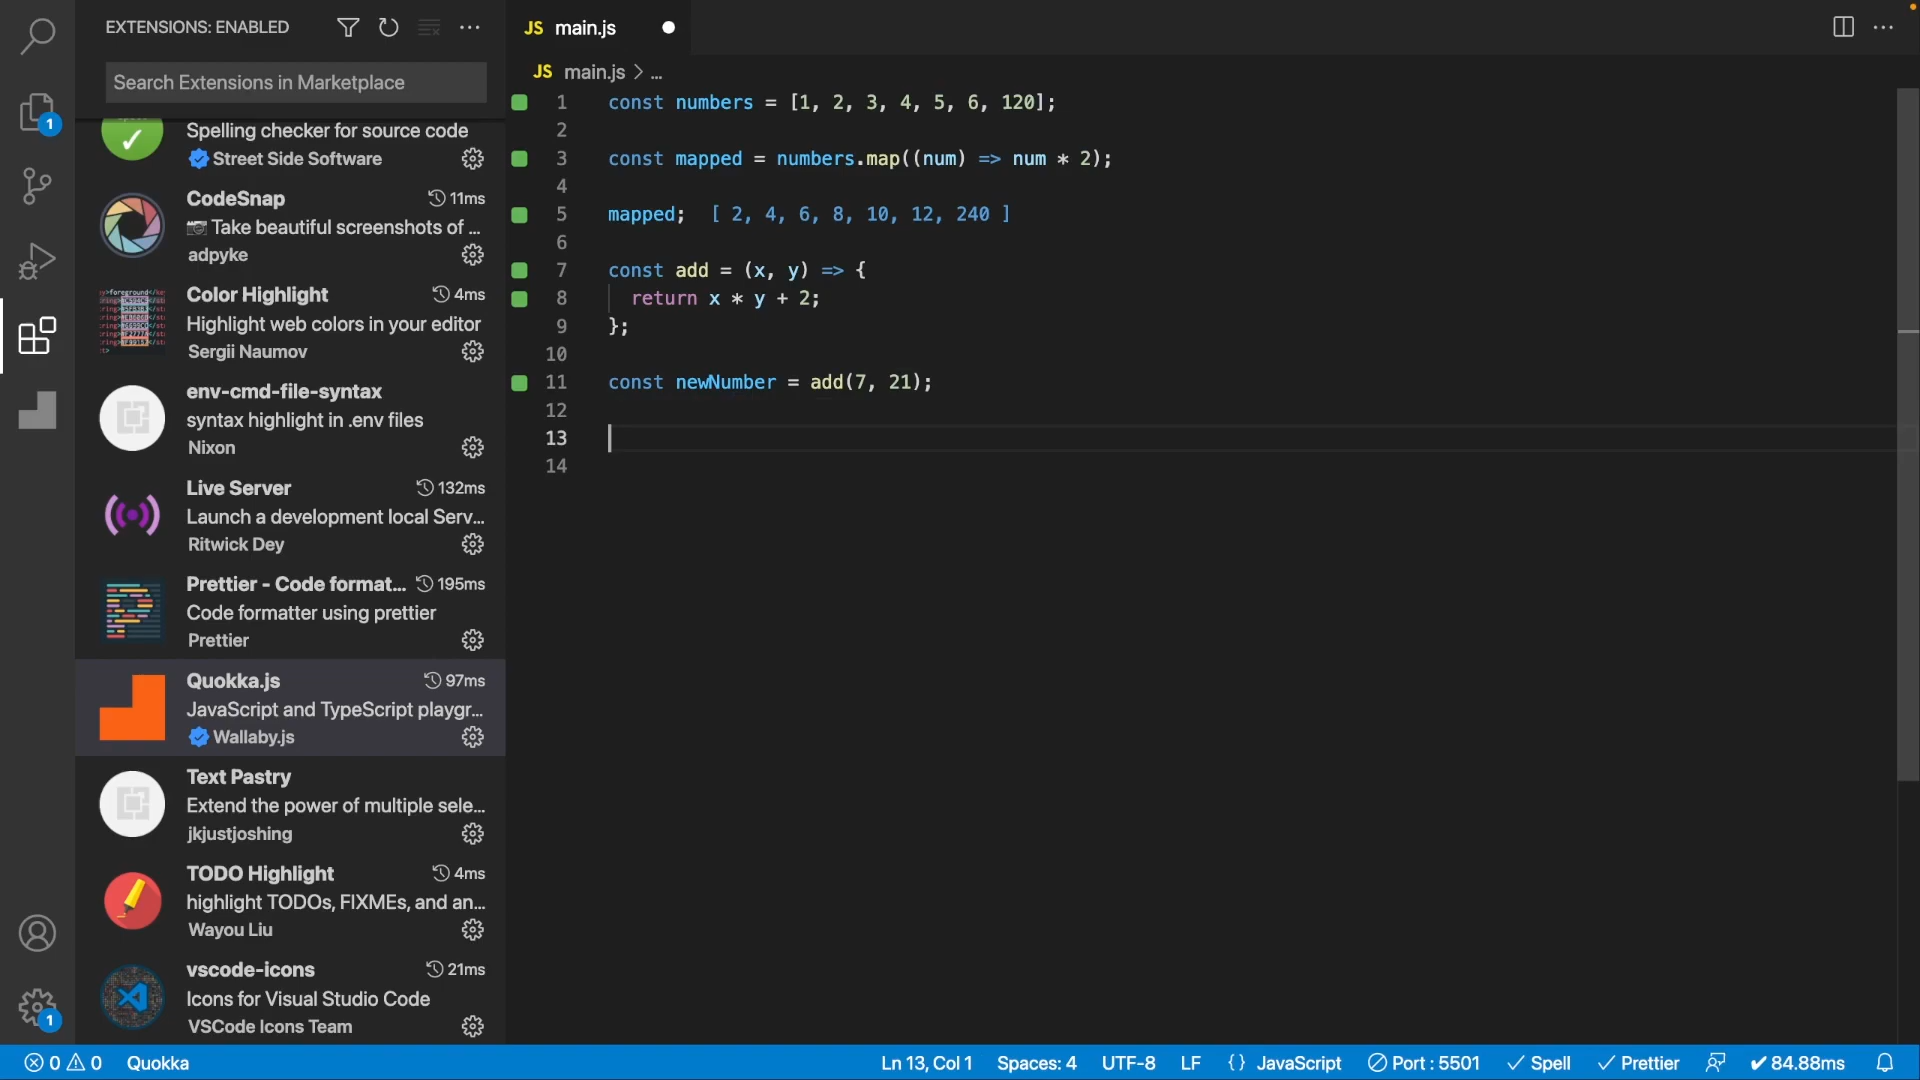 EXTENSIONS: ENABLED
Search Extensions in Marketplace
Spelling checker for source code
Street Side Software
CodeSnap 11ms
📷 Take beautiful screenshots of ...
adpyke
Color Highlight 4ms
Highlight web colors in your editor
Sergii Naumov
env-cmd-file-syntax
syntax highlight in .env files
Nixon
Live Server 132ms
Launch a development local Serv...
Ritwick Dey
Prettier - Code format... 195ms
Code formatter using prettier
Prettier
Quokka.js 97ms
JavaScript and TypeScript playgr...
Wallaby.js
Text Pastry
Extend the power of multiple sele...
jkjustjoshing
TODO Highlight 4ms
highlight TODOs, FIXMEs, and an...
Wayou Liu
vscode-icons 21ms
Icons for Visual Studio Code
VSCode Icons Team
1
1
JS main.js
JS main.js > ...
1 const numbers = [1, 2, 3, 4, 5, 6, 120];
2
3 const mapped = numbers.map((num) => num * 2);
4
5 mapped; [ 2, 4, 6, 8, 10, 12, 240 ]
6
7 const add = (x, y) => {
8 return x * y + 2;
9 };
10
11 const newNumber = add(7, 21);
12
13
14
0 0 Quokka Ln 13, Col 1 Spaces: 4 UTF-8 LF {} JavaScript Port : 5501 ✓ Spell ✓ Prettier ✔ 84.88ms